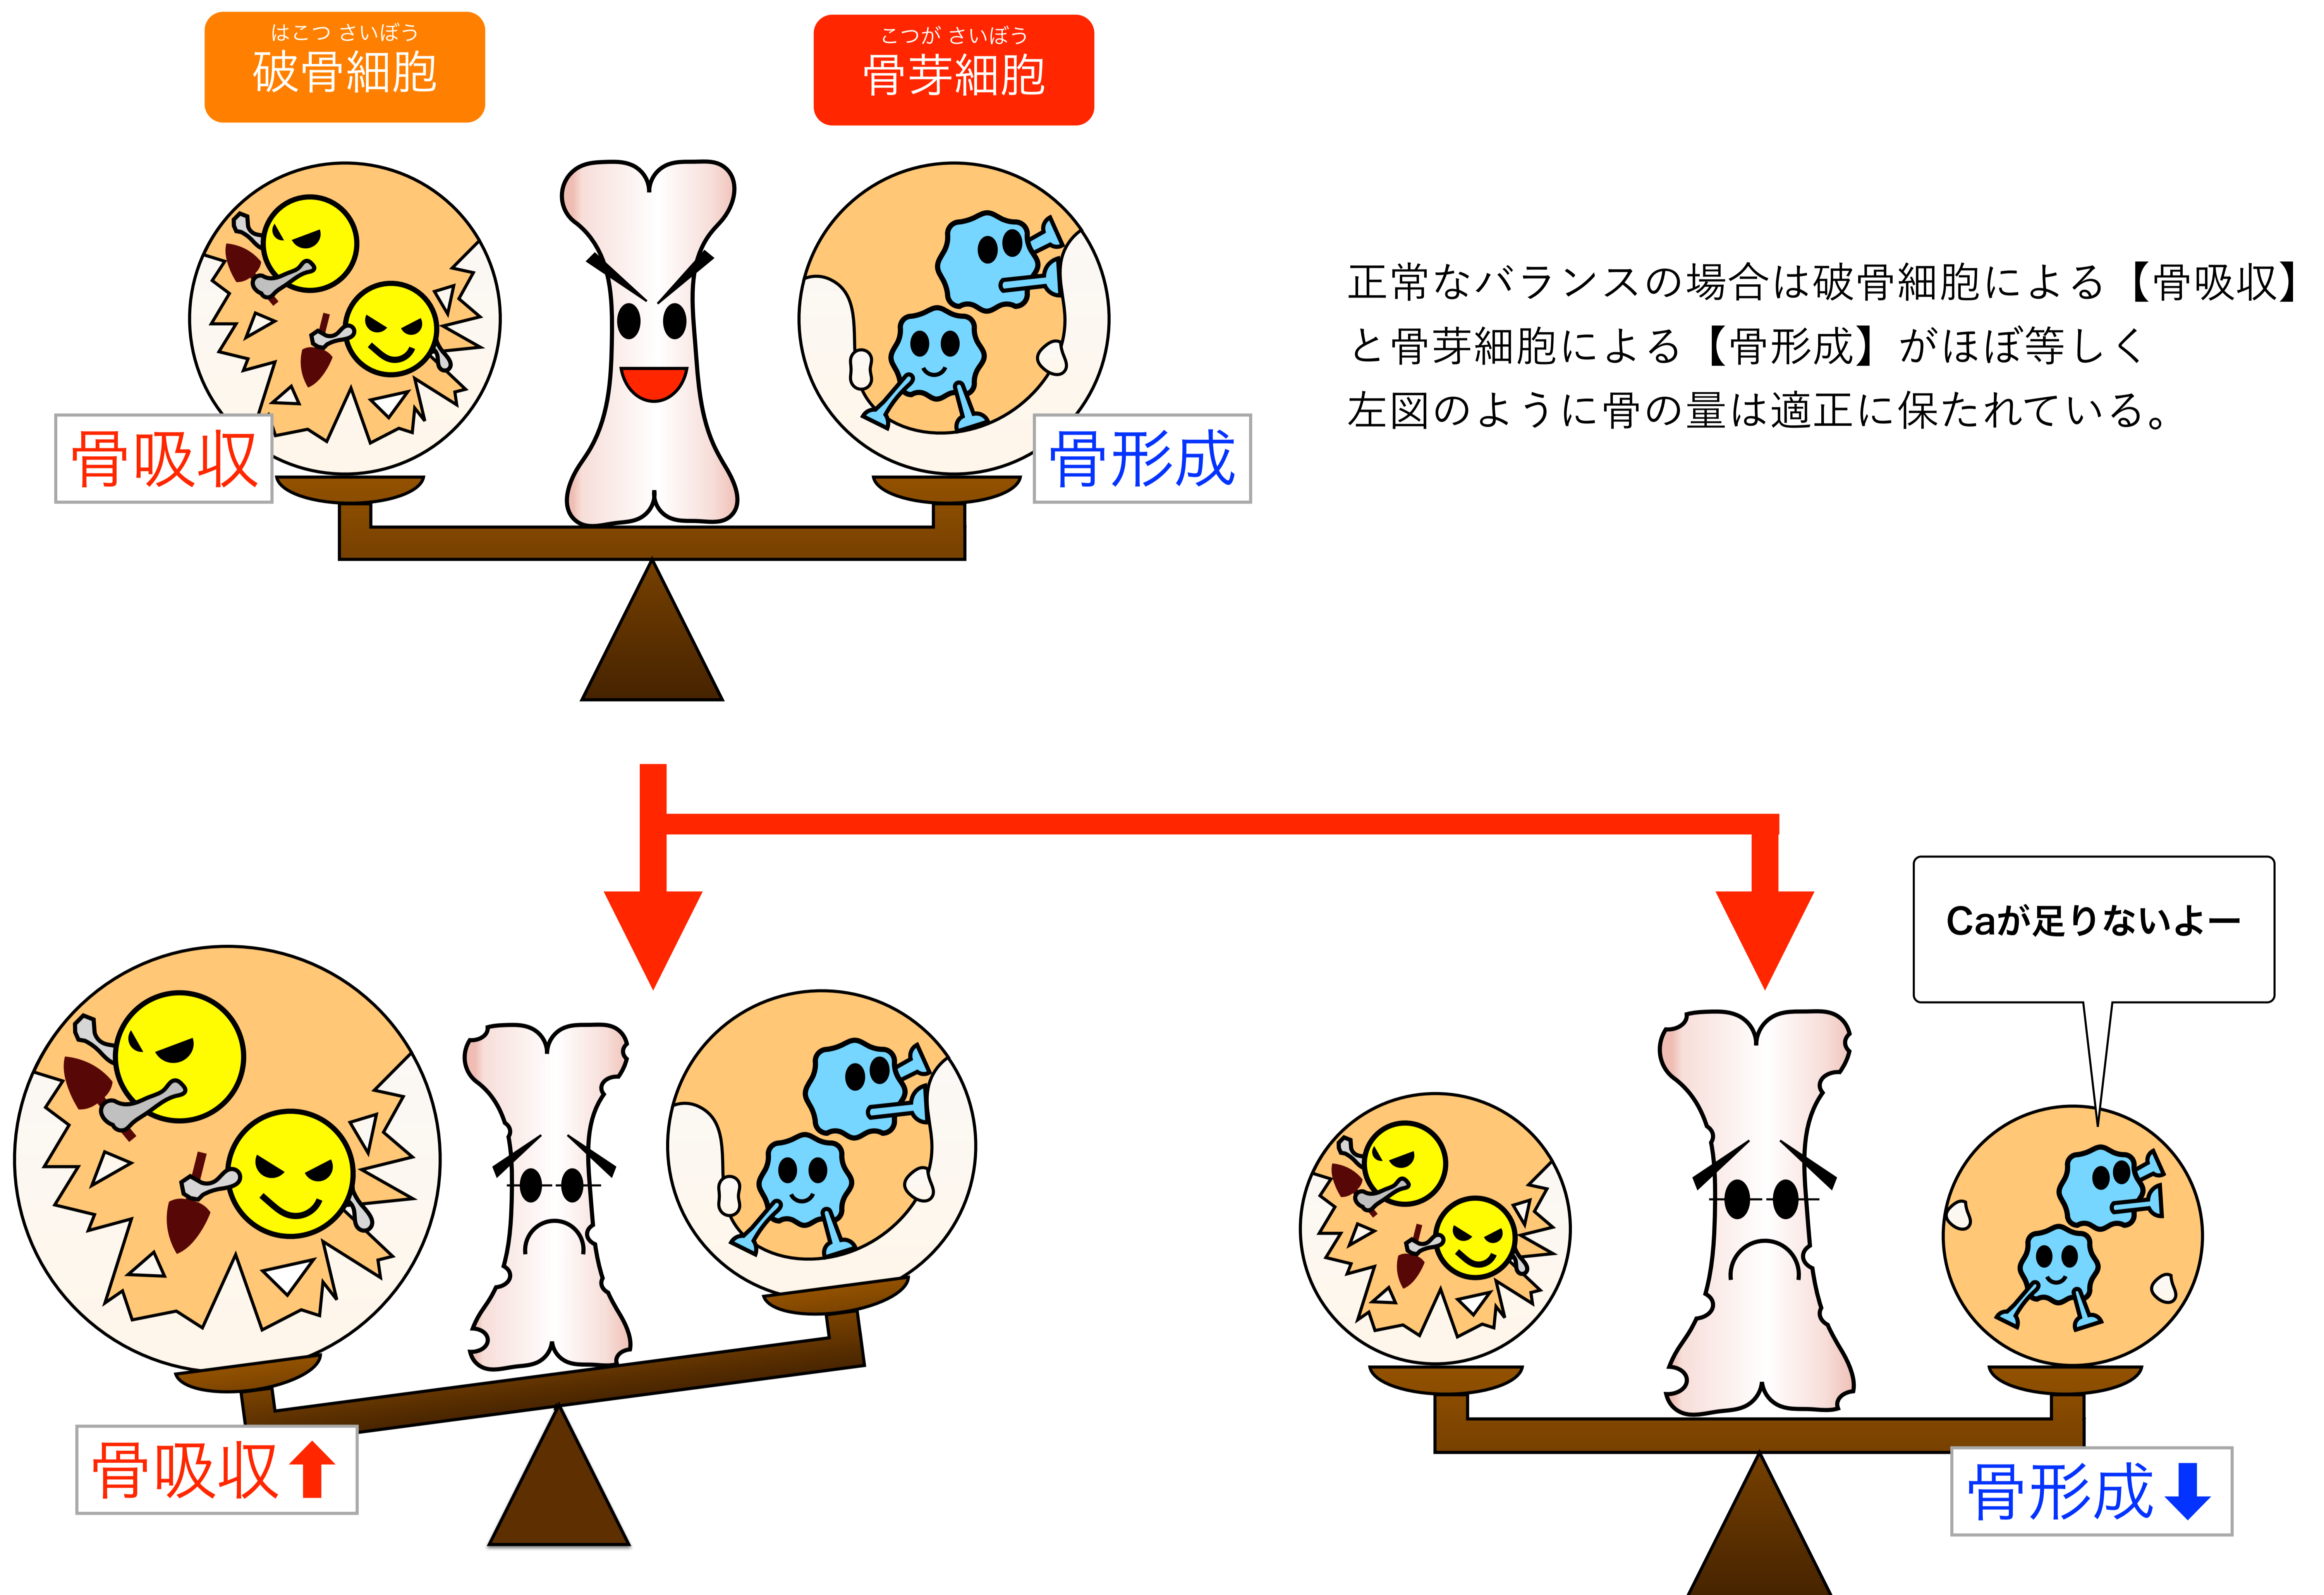 はこつ さいぼう
破骨細胞
こつが さいぼう
骨芽細胞
正常なバランスの場合は破骨細胞による【骨吸収】
と骨芽細胞による【骨形成】がほぼ等しく
左図のように骨の量は適正に保たれている。
骨吸収
骨形成
Caが足りないよー
骨吸収⬆
骨形成⬇